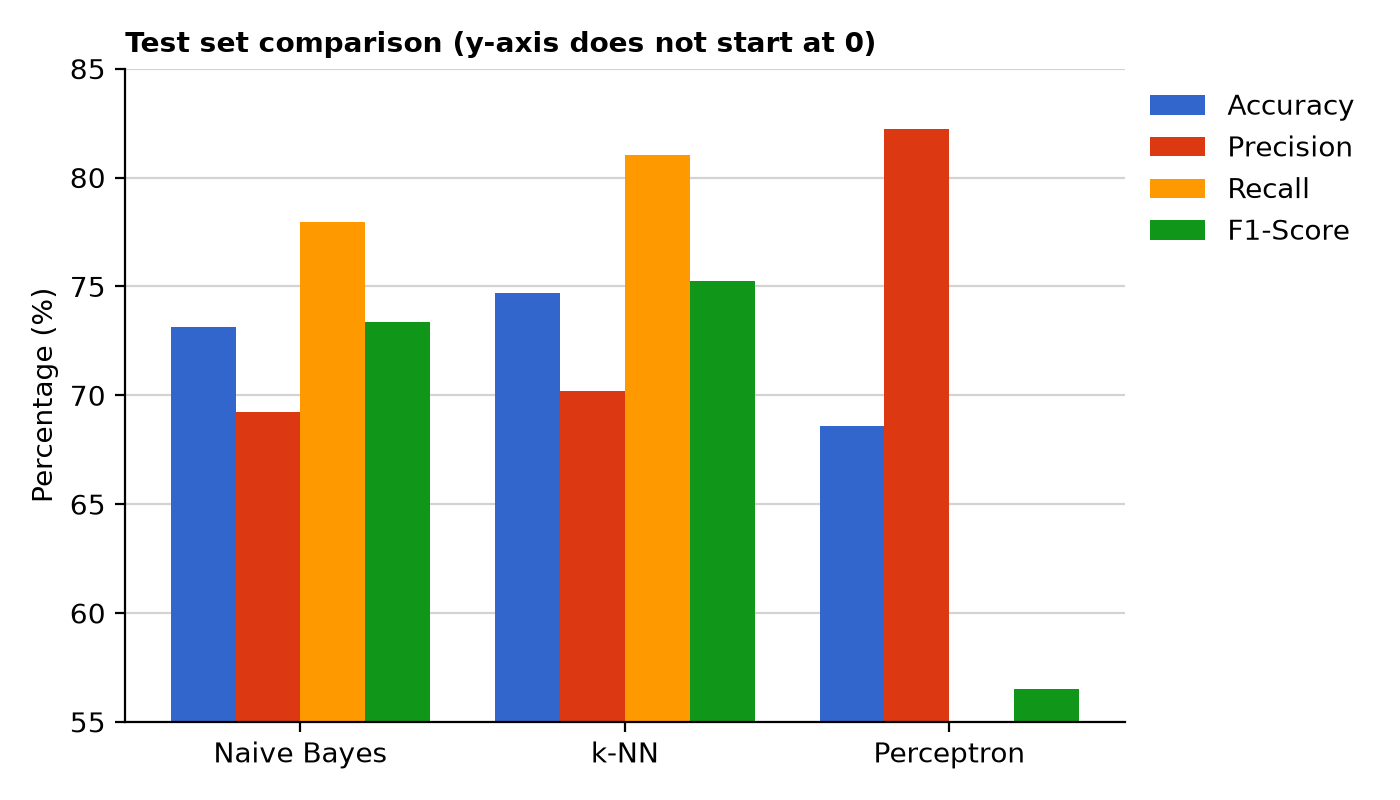 Test set comparison (y-axis does not start at 0)
85
80
75
70
65
60
55
Percentage (%)
Naive Bayes
k-NN
Perceptron
Accuracy
Precision
Recall
F1-Score